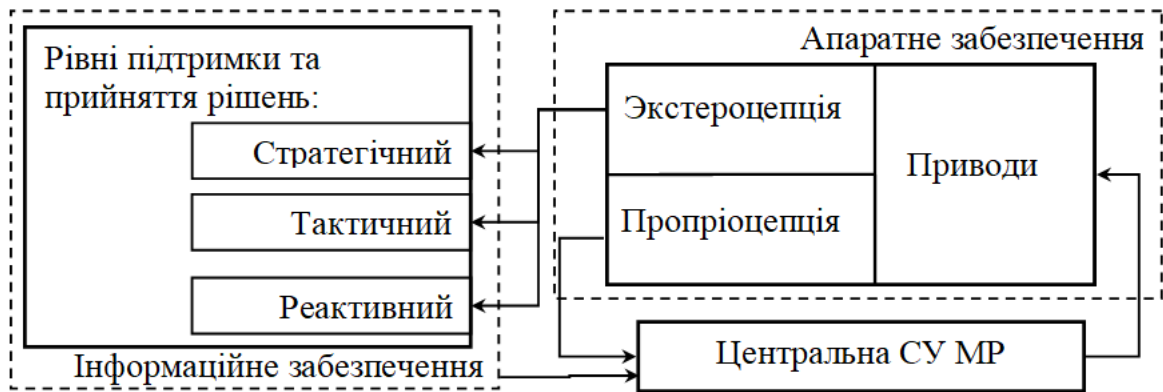 Рівні підтримки та
прийняття рішень:
Стратегічний
Тактичний
Реактивний
Інформаційне забезпечення
Апаратне забезпечення
Экстероцепція
Пропріоцепція
Приводи
Центральна СУ МР